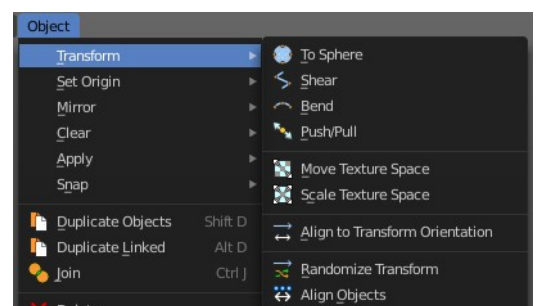 Object
Transform
Set Origin
Mirror
Clear
Apply
Snap
Duplicate Objects Shift D
Duplicate Linked Alt D
Join Ctrl J
To Sphere
Shear
Bend
Push/Pull
Move Texture Space
Scale Texture Space
Align to Transform Orientation
Randomize Transform
Align Objects